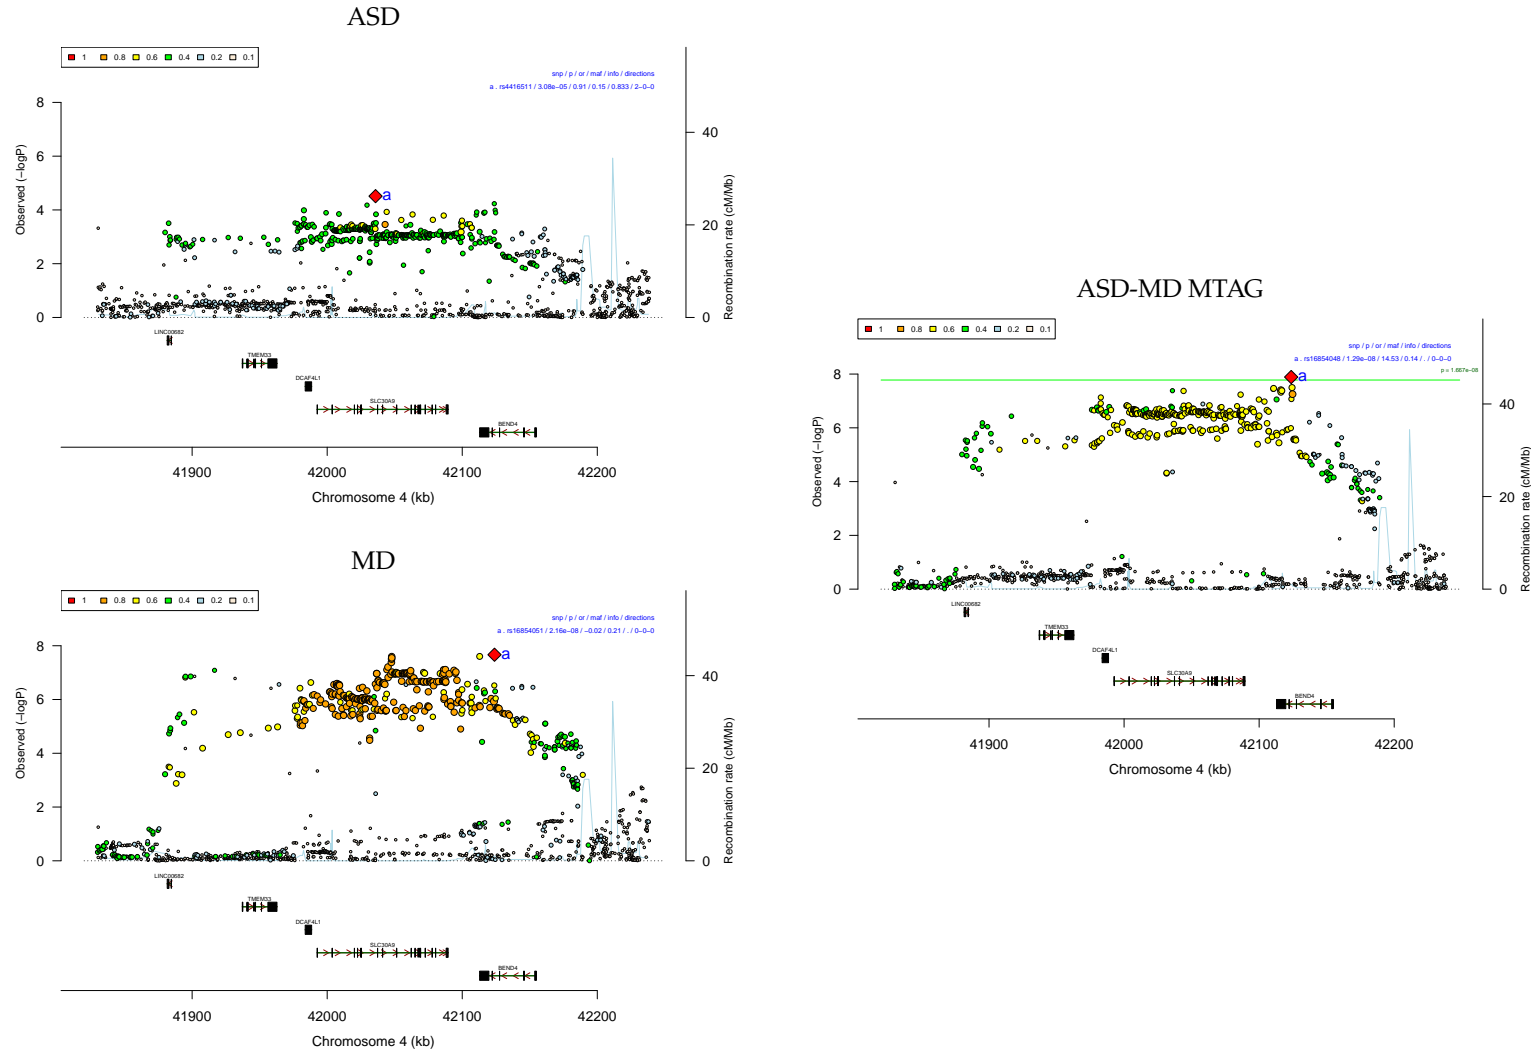 ASD
1 0.8 0.6 0.4 0.2 0.1
snp / p / or / maf / info / directions
a . rs4416511 / 3.08e−05 / 0.91 / 0.15 / 0.833 / 2−0−0
Observed (−logP)
8
6
4
2
0
40
20
0
Recombination rate (cM/Mb)
a
LINC00682
TMEM33
DCAF4L1
SLC30A9
BEND4
41900 42000 42100 42200
Chromosome 4 (kb)
MD
1 0.8 0.6 0.4 0.2 0.1
snp / p / or / maf / info / directions
a . rs16854051 / 2.16e−08 / −0.02 / 0.21 / . / 0−0−0
Observed (−logP)
8
6
4
2
0
40
20
0
Recombination rate (cM/Mb)
a
LINC00682
TMEM33
DCAF4L1
SLC30A9
BEND4
41900 42000 42100 42200
Chromosome 4 (kb)
ASD-MD MTAG
1 0.8 0.6 0.4 0.2 0.1
snp / p / or / maf / info / directions
a . rs16854048 / 1.29e−08 / 14.53 / 0.14 / . / 0−0−0
p = 1.667e−08
Observed (−logP)
8
6
4
2
0
40
20
0
Recombination rate (cM/Mb)
a
LINC00682
TMEM33
DCAF4L1
SLC30A9
BEND4
41900 42000 42100 42200
Chromosome 4 (kb)